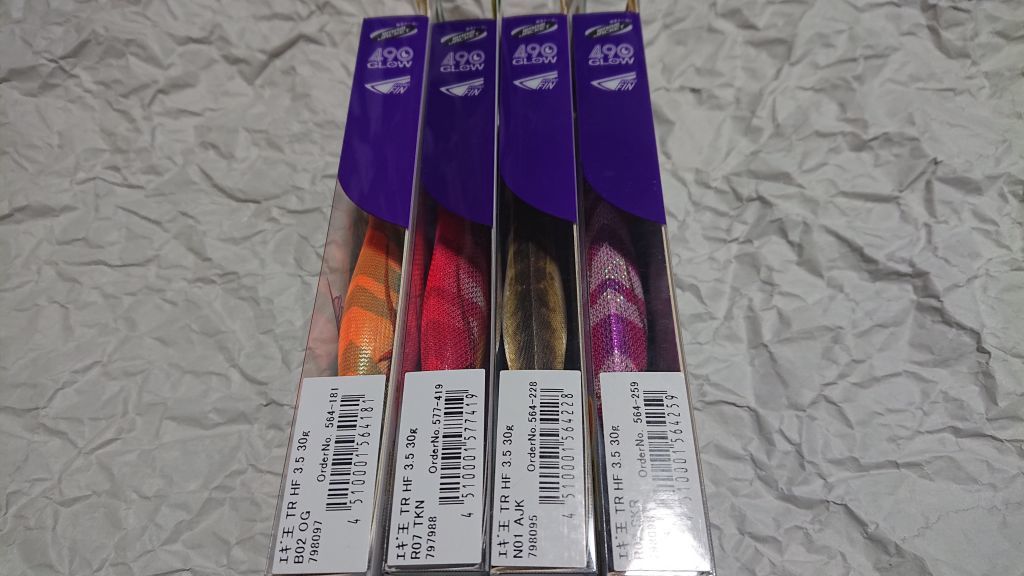 490
GLOW
FIN
490
GLOW
FIN
490
GLOW
FIN
490
GLOW
FIN
エギ王 TR HF 3.5 30g
B02 OG
798097
OrderNo. 564-181
4 510001 564181
エギ王 TR HF 3.5 30g
R07 TKN
797988
OrderNo. 577-419
4 510001 577419
エギ王 TR HF 3.5 30g
N01 AJK
798095
OrderNo. 564-228
4 510001 564228
エギ王 TR HF 3.5 30g
OrderNo. 564-259
4 510001 564259